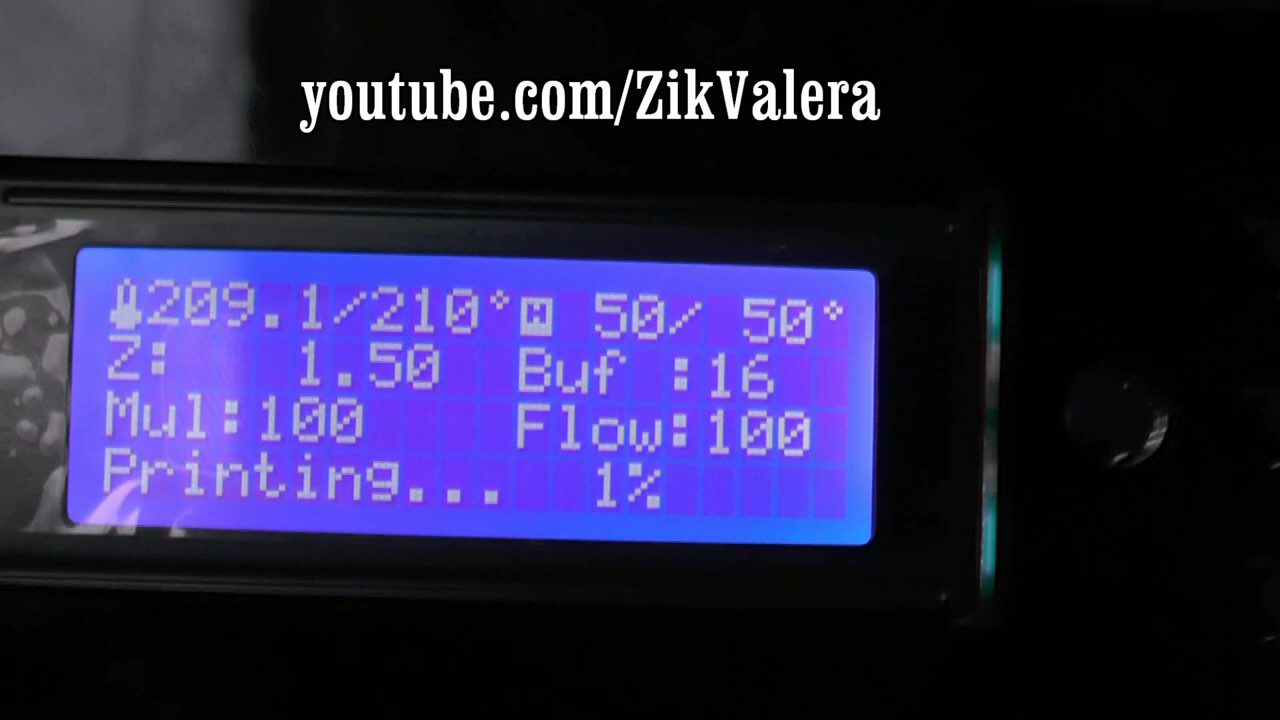 youtube.com/ZikValera
209.1/210° 50/ 50°
Z: 1.50 Buf :16
Mul:100 Flow:100
Printing... 1%